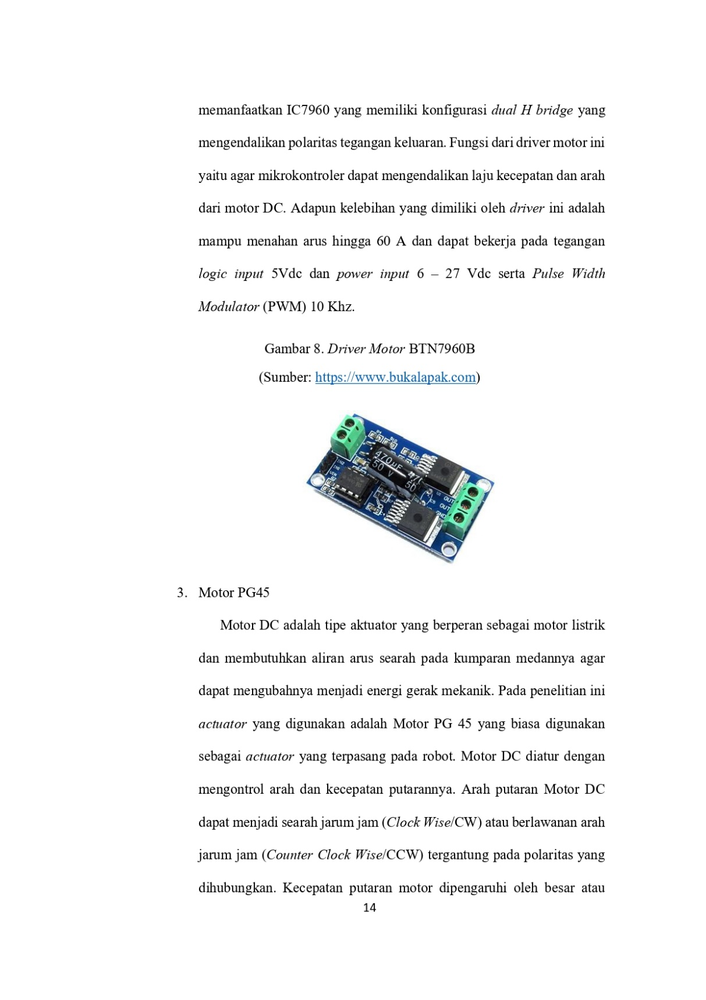 memanfaatkan IC7960 yang memiliki konfigurasi dual H bridge yang
mengendalikan polaritas tegangan keluaran. Fungsi dari driver motor ini
yaitu agar mikrokontroler dapat mengendalikan laju kecepatan dan arah
dari motor DC. Adapun kelebihan yang dimiliki oleh driver ini adalah
mampu menahan arus hingga 60 A dan dapat bekerja pada tegangan
logic input 5Vdc dan power input 6 – 27 Vdc serta Pulse Width
Modulator (PWM) 10 Khz.
Gambar 8. Driver Motor BTN7960B
(Sumber: https://www.bukalapak.com)
R4
470µF
50 V
470
50
IN2
IN1
VIN
OUT
OUT
GND
3. Motor PG45
Motor DC adalah tipe aktuator yang berperan sebagai motor listrik
dan membutuhkan aliran arus searah pada kumparan medannya agar
dapat mengubahnya menjadi energi gerak mekanik. Pada penelitian ini
actuator yang digunakan adalah Motor PG 45 yang biasa digunakan
sebagai actuator yang terpasang pada robot. Motor DC diatur dengan
mengontrol arah dan kecepatan putarannya. Arah putaran Motor DC
dapat menjadi searah jarum jam (Clock Wise/CW) atau berlawanan arah
jarum jam (Counter Clock Wise/CCW) tergantung pada polaritas yang
dihubungkan. Kecepatan putaran motor dipengaruhi oleh besar atau
14